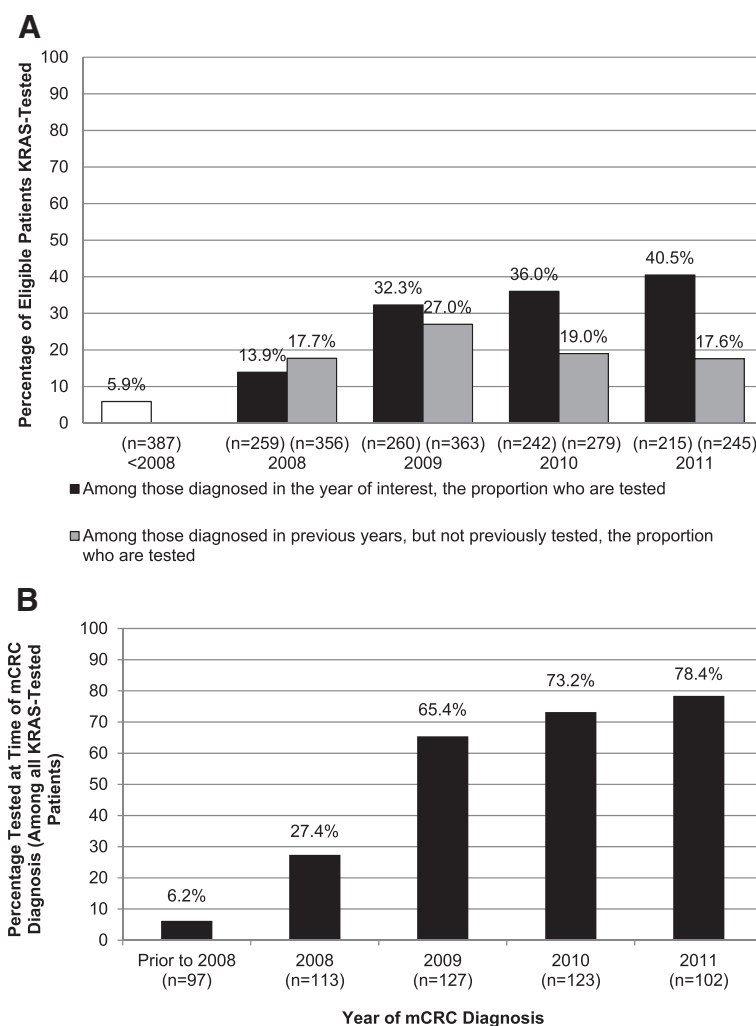 A
Percentage of Eligible Patients KRAS-Tested
100
90
80
70
60
50
40
30
20
10
0
5.9%
13.9%
17.7%
32.3%
27.0%
36.0%
19.0%
40.5%
17.6%
(n=387) (n=259) (n=356) (n=260) (n=363) (n=242) (n=279) (n=215) (n=245)
<2008 2008 2009 2010 2011
Among those diagnosed in the year of interest, the proportion who are tested
Among those diagnosed in previous years, but not previously tested, the proportion
who are tested
B
Percentage Tested at Time of mCRC
Diagnosis (Among all KRAS-Tested
Patients)
100
90
80
70
60
50
40
30
20
10
0
6.2%
27.4%
65.4%
73.2%
78.4%
Prior to 2008 2008 2009 2010 2011
(n=97) (n=113) (n=127) (n=123) (n=102)
Year of mCRC Diagnosis